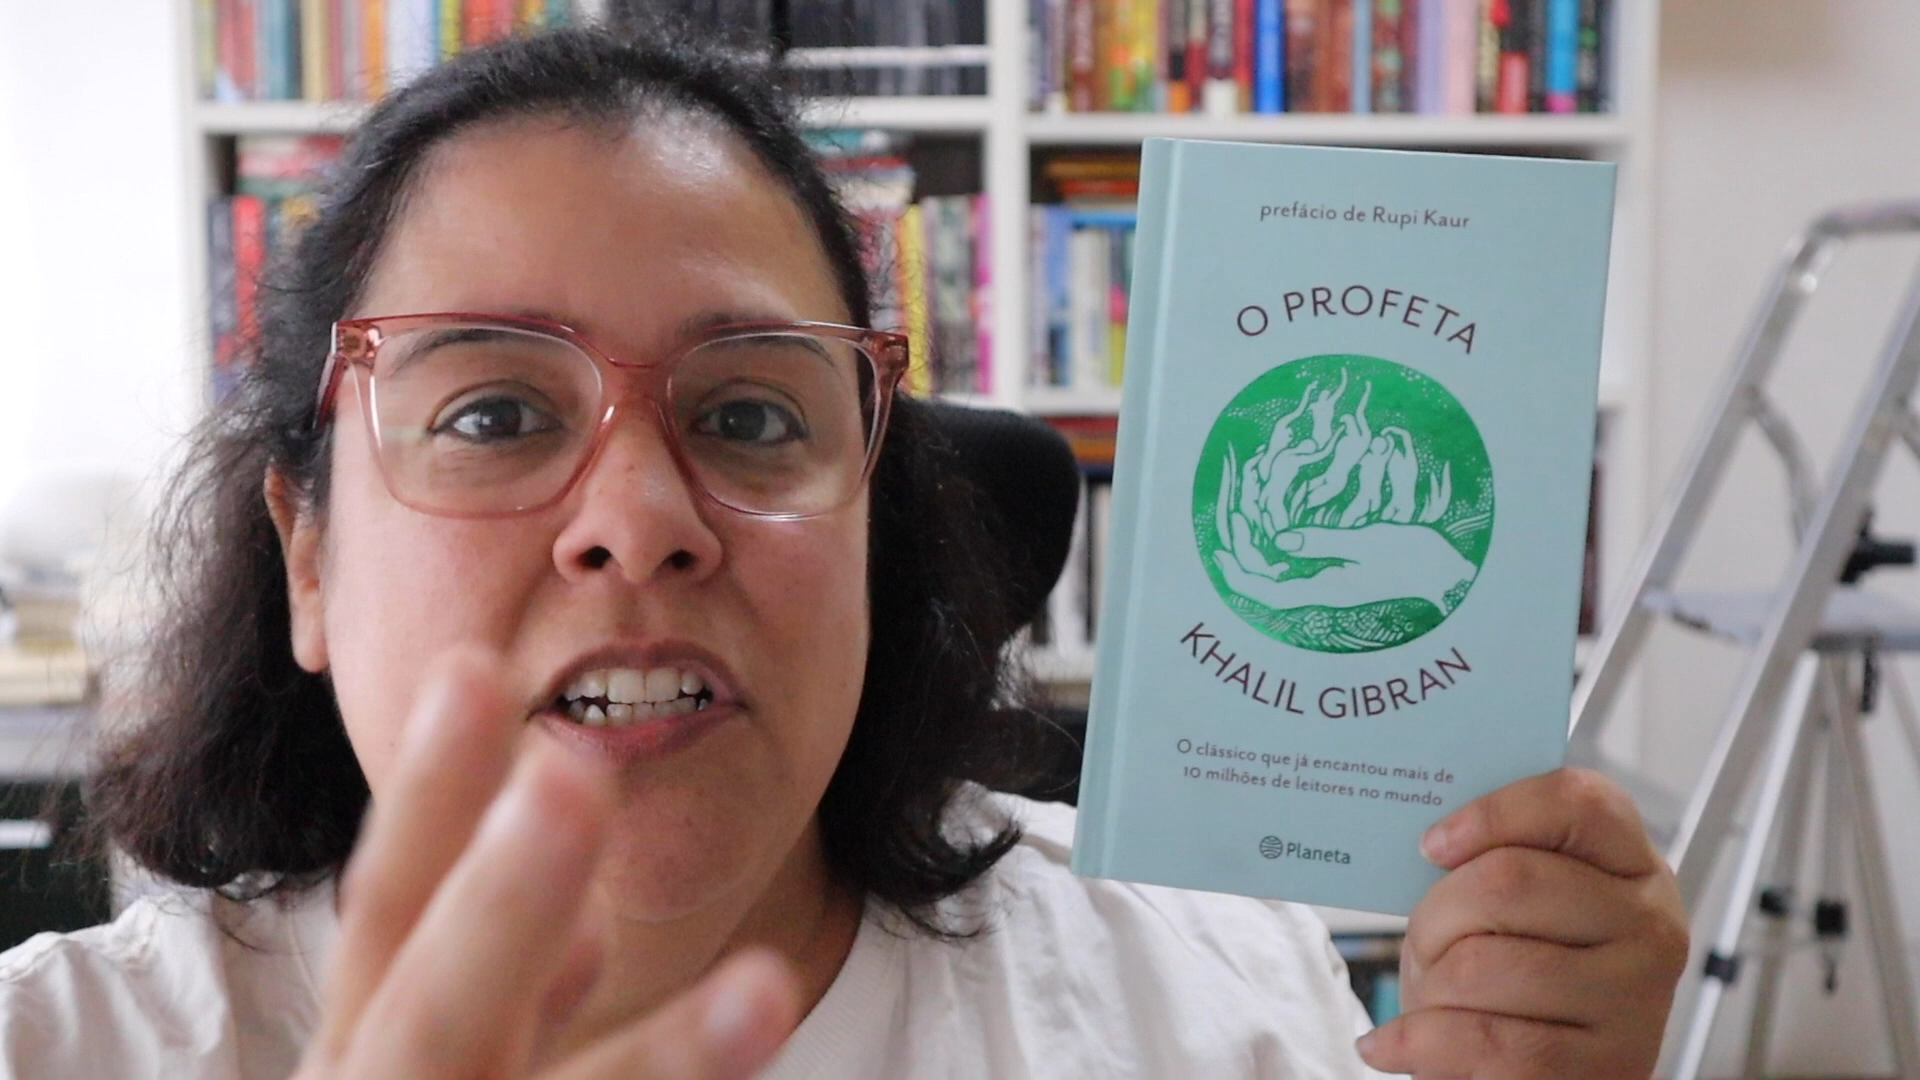 prefácio de Rupi Kaur
O PROFETA
KHALIL GIBRAN
O clássico que já encantou mais de
10 milhões de leitores no mundo
Planeta